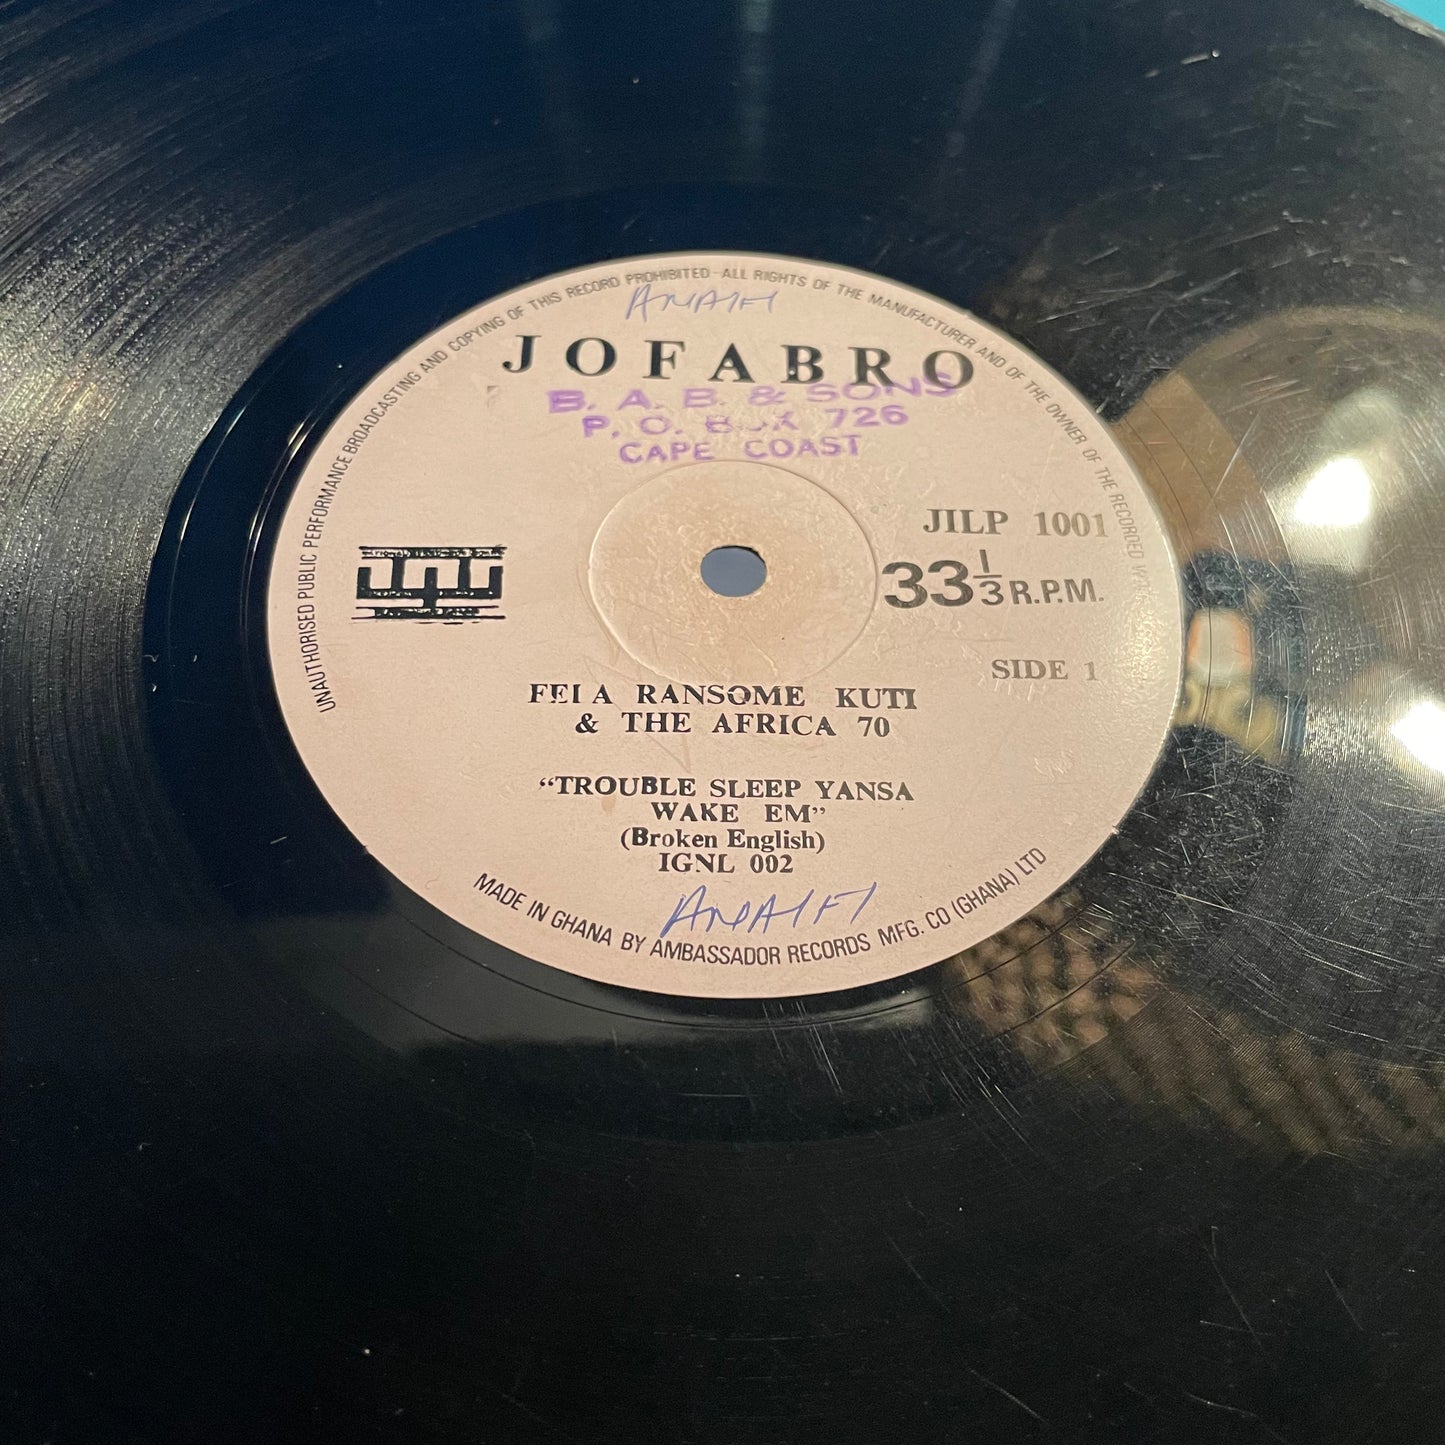 UNAUTHORISED PUBLIC PERFORMANCE BROADCASTING AND COPYING OF THIS RECORD PROHIBITED-ALL RIGHTS OF THE MANUFACTURER AND OF THE OWNER OF THE RECORDED
JOFABRO
B. A. B. & SONS
P. O. BOX 726
CAPE COAST
JILP 1001
33 1/3 R.P.M.
SIDE 1
FELA RANSOME KUTI
& THE AFRICA 70
“TROUBLE SLEEP YANSA
WAKE EM”
(Broken English)
IGNL 002
MADE IN GHANA BY AMBASSADOR RECORDS MFG. CO (GHANA) LTD